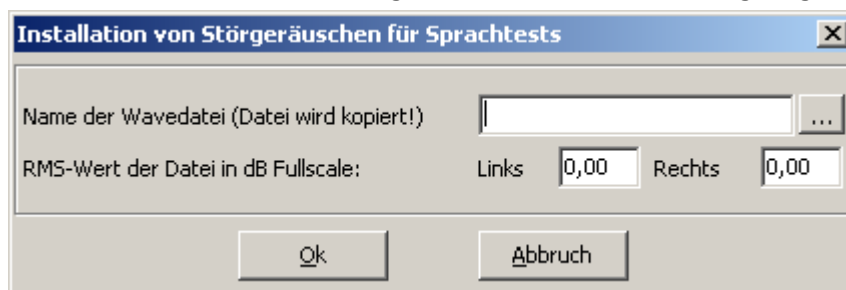 Installation von Störgeräuschen für Sprachtests
Name der Wavedatei (Datei wird kopiert!) ...
RMS-Wert der Datei in dB Fullscale: Links 0,00 Rechts 0,00
Ok Abbruch